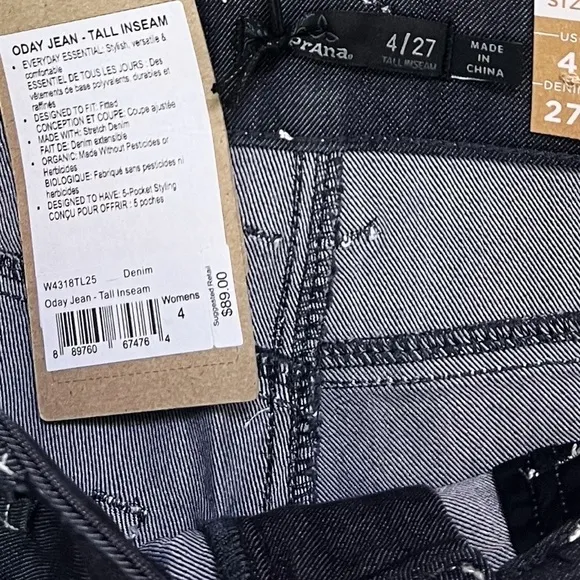 ODAY JEAN - TALL INSEAM
• EVERYDAY ESSENTIAL: Stylish, versatile &
comfortable
ESSENTIEL DE TOUS LES JOURS : Des
vêtements de base polyvalents, durables et
raffinés
• DESIGNED TO FIT: Fitted
CONCEPTION ET COUPE: Coupe ajustée
• MADE WITH: Stretch Denim
FAIT DE: Denim extensible
• ORGANIC: Made Without Pesticides or
Herbicides
BIOLOGIQUE: Fabriqué sans pesticides ni
herbicides
• DESIGNED TO HAVE: 5-Pocket Styling
CONÇU POUR OFFRIR : 5 poches
W4318TL25 Denim
Oday Jean - Tall Inseam
Womens
4
8 89760 67476 4
Suggested Retail
$89.00
prAna®
4/27
TALL INSEAM
MADE IN
CHINA
US
4
27